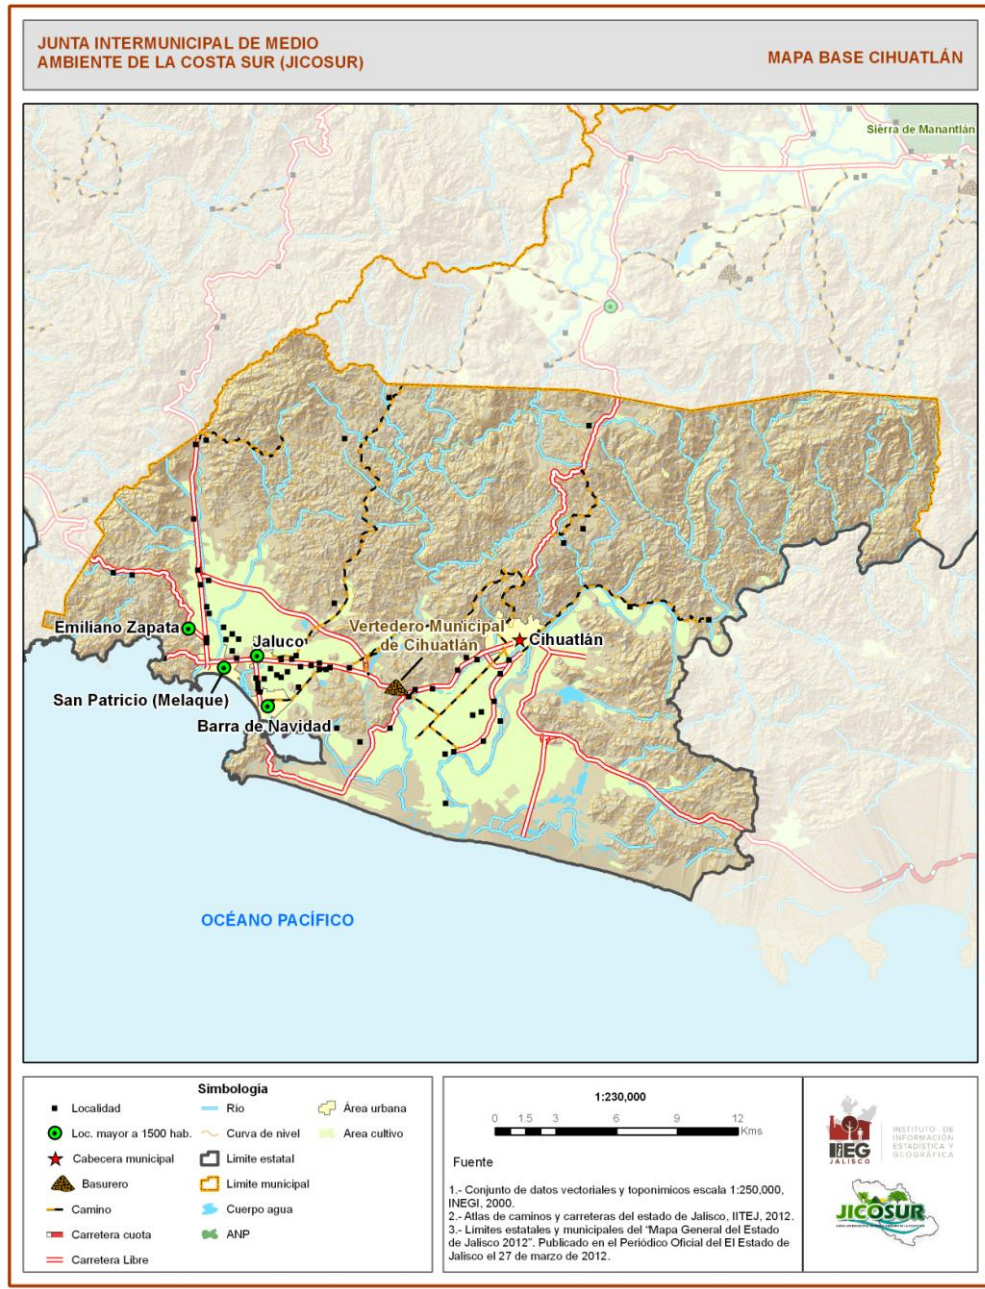 JUNTA INTERMUNICIPAL DE MEDIO
AMBIENTE DE LA COSTA SUR (JICOSUR)
MAPA BASE CIHUATLÁN
Sierra de Manantlán
Emiliano Zapata
Jaluco
Vertedero Municipal
de Cihuatlán
Cihuatlán
San Patricio (Melaque)
Barra de Navidad
OCÉANO PACÍFICO
Simbología
Localidad
Loc. mayor a 1500 hab.
Cabecera municipal
Basurero
Camino
Carretera cuota
Carretera Libre
Rio
Curva de nivel
Limite estatal
Limite municipal
Cuerpo agua
ANP
Área urbana
Area cultivo
1:230,000
0 1.5 3 6 9 12
Kms
Fuente
1.- Conjunto de datos vectoriales y toponimicos escala 1:250,000,
INEGI, 2000.
2.- Atlas de caminos y carreteras del estado de Jalisco, IITEJ, 2012.
3.- Limites estatales y municipales del "Mapa General del Estado
de Jalisco 2012". Publicado en el Periódico Oficial del El Estado de
Jalisco el 27 de marzo de 2012.
IIEG
JALISCO
INSTITUTO DE
INFORMACIÓN
ESTADÍSTICA Y
GEOGRÁFICA
JICOSUR